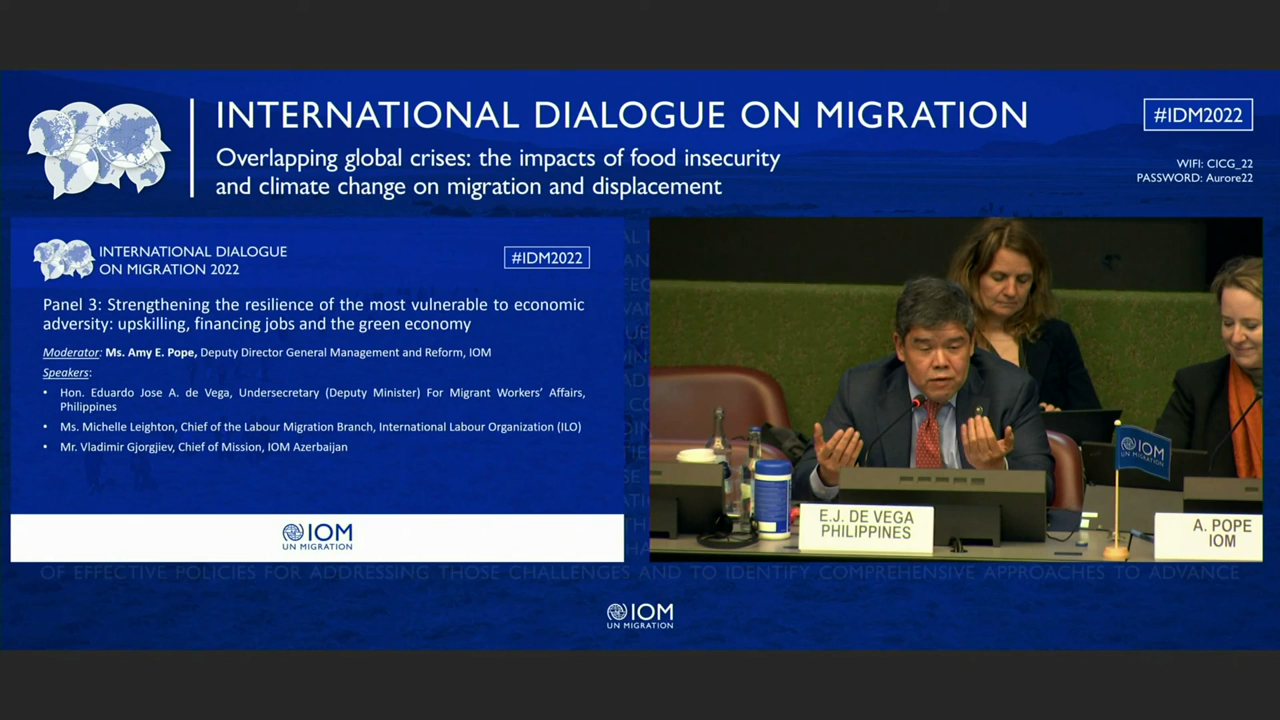 INTERNATIONAL DIALOGUE ON MIGRATION
Overlapping global crises: the impacts of food insecurity
and climate change on migration and displacement
#IDM2022
WIFI: CICG_22
PASSWORD: Aurore22
INTERNATIONAL DIALOGUE
ON MIGRATION 2022
#IDM2022
Panel 3: Strengthening the resilience of the most vulnerable to economic
adversity: upskilling, financing jobs and the green economy
Moderator: Ms. Amy E. Pope, Deputy Director General Management and Reform, IOM
Speakers:
• Hon. Eduardo Jose A. de Vega, Undersecretary (Deputy Minister) For Migrant Workers' Affairs,
Philippines
• Ms. Michelle Leighton, Chief of the Labour Migration Branch, International Labour Organization (ILO)
• Mr. Vladimir Gjorgjiev, Chief of Mission, IOM Azerbaijan
IOM
UN MIGRATION
IOM
UN MIGRATION
E.J. DE VEGA
PHILIPPINES
A. POPE
IOM
OF EFFECTIVE POLICIES FOR ADDRESSING THOSE CHALLENGES AND TO IDENTIFY COMPREHENSIVE APPROACHES TO ADVANCE
IOM
UN MIGRATION